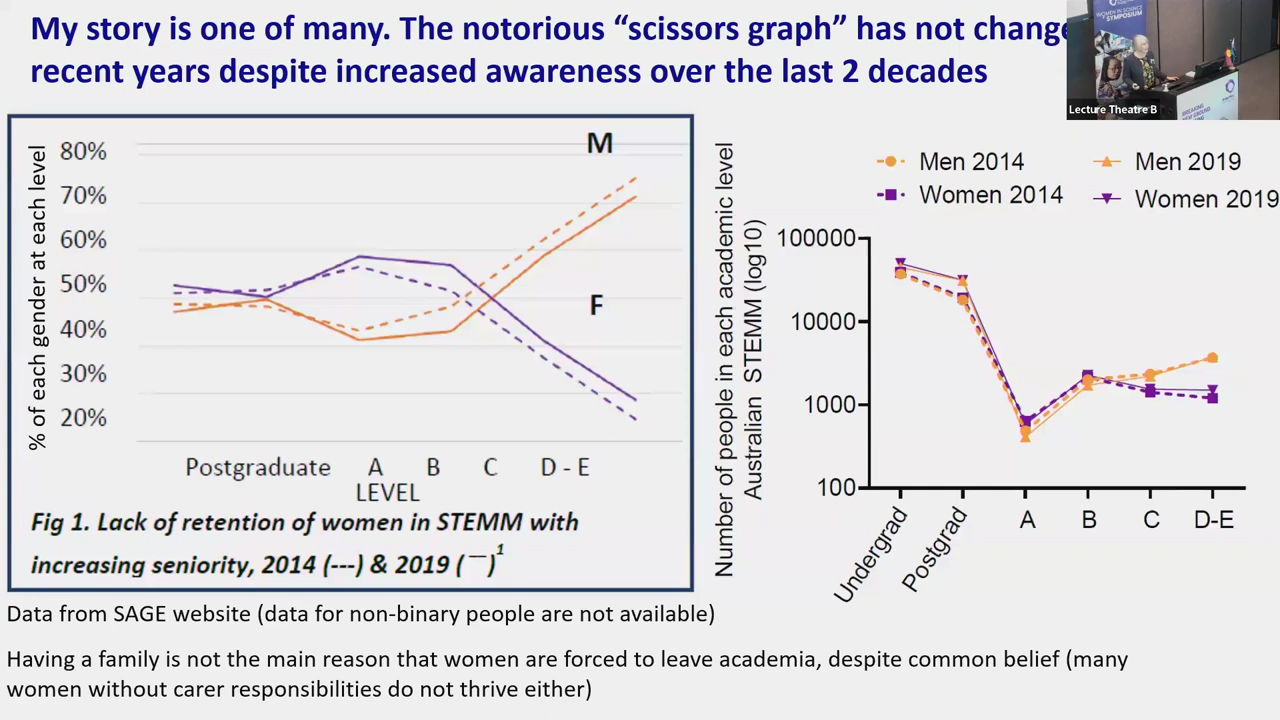 My story is one of many. The notorious “scissors graph” has not change
recent years despite increased awareness over the last 2 decades
WOMEN IN SCIENCE
SYMPOSIUM
Lecture Theatre B
% of each gender at each level
80%
70%
60%
50%
40%
30%
20%
M
F
Postgraduate A B C D - E
LEVEL
Fig 1. Lack of retention of women in STEMM with
increasing seniority, 2014 (---) & 2019 (—)1
Number of people in each academic level
Australian STEMM (log10)
Men 2014 Men 2019
Women 2014 Women 2019
100000
10000
1000
100
Undergrad Postgrad A B C D-E
Data from SAGE website (data for non-binary people are not available)
Having a family is not the main reason that women are forced to leave academia, despite common belief (many
women without carer responsibilities do not thrive either)